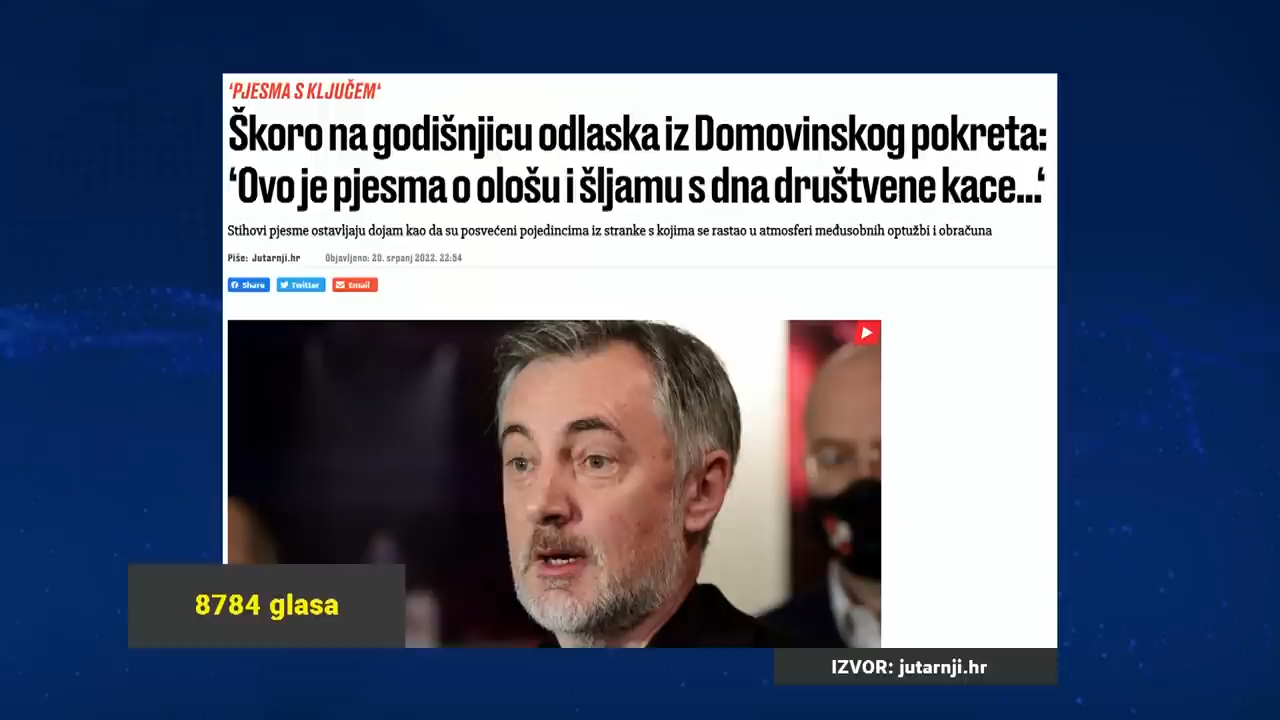 'PJESMA S KLJUČEM'
Škoro na godišnjicu odlaska iz Domovinskog pokreta:
'Ovo je pjesma o ološu i šljamu s dna društvene kace...'
Stihovi pjesme ostavljaju dojam kao da su posvećeni pojedincima iz stranke s kojima se rastao u atmosferi međusobnih optužbi i obračuna
Piše: Jutarnji.hr Objavljeno: 20. srpanj 2022. 22:54
Share Twitter Email
8784 glasa
IZVOR: jutarnji.hr